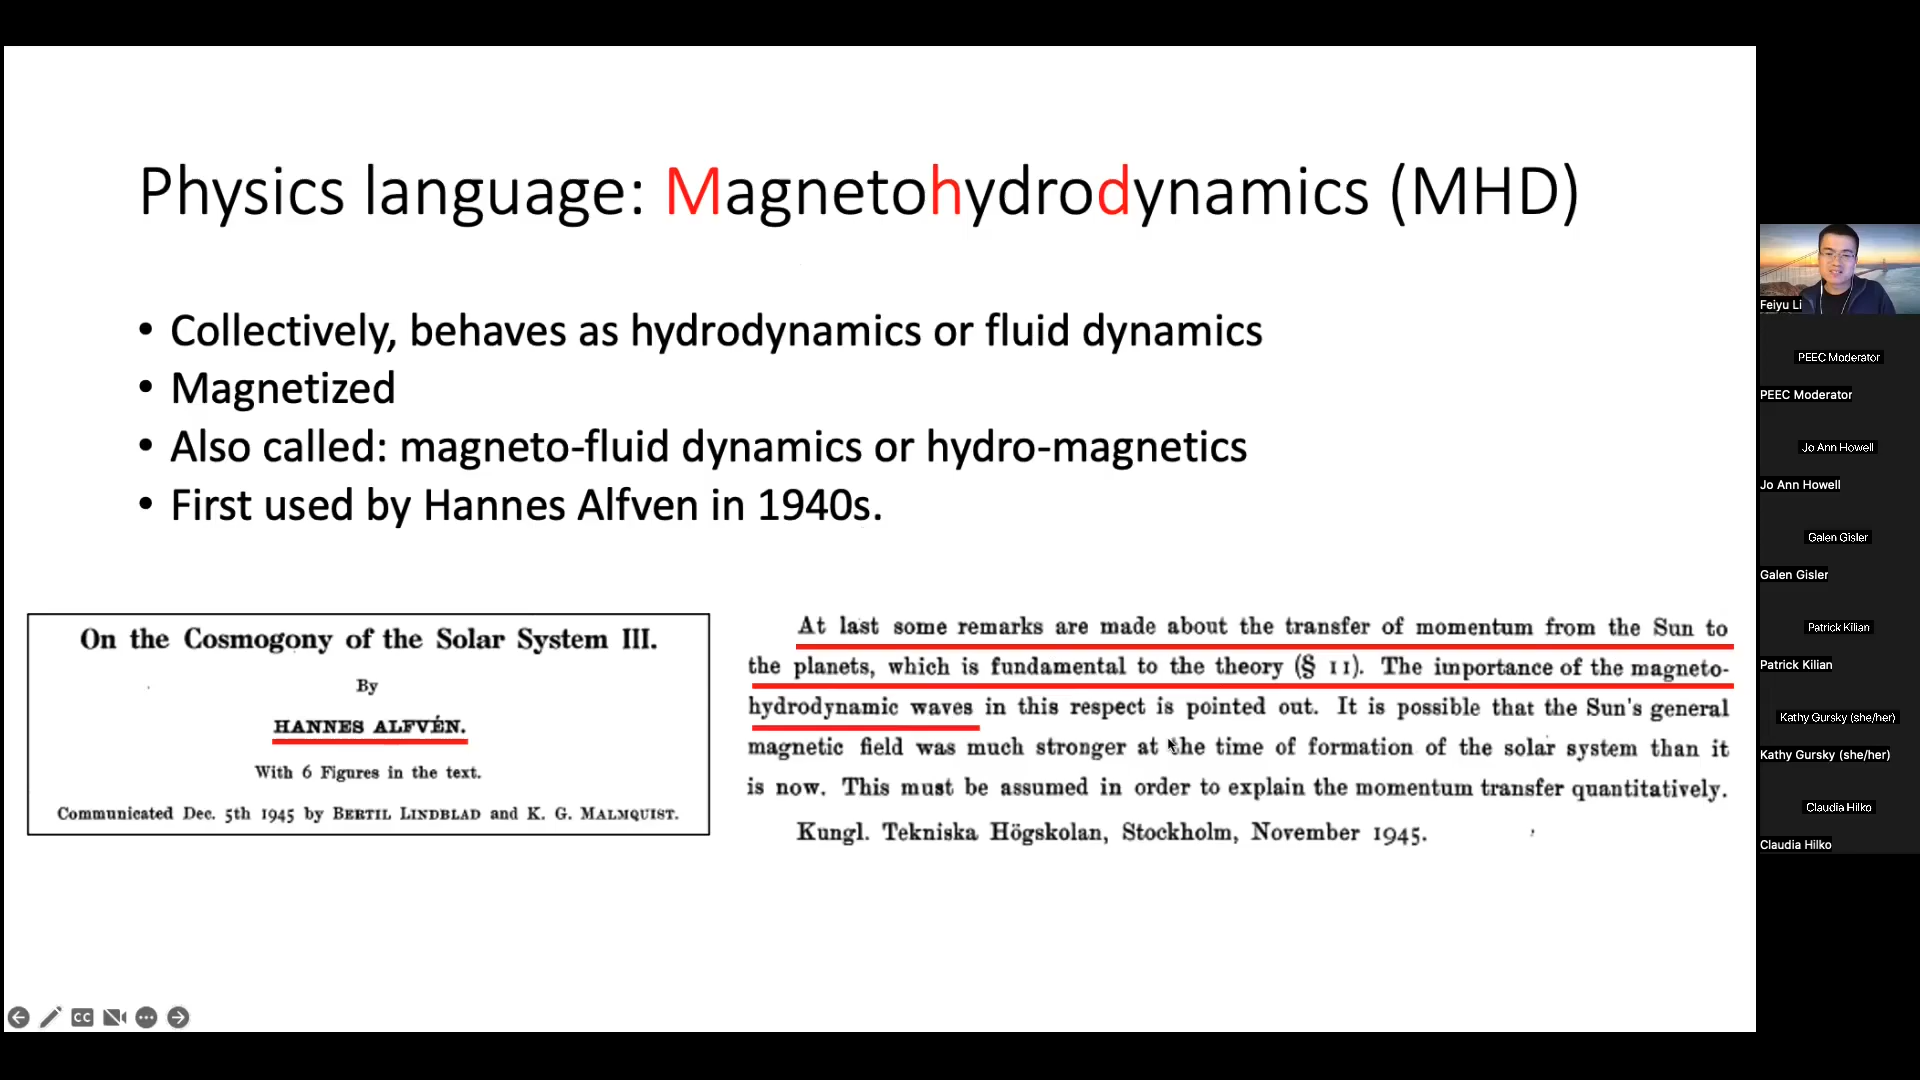 Physics language: Magnetohydrodynamics (MHD)
• Collectively, behaves as hydrodynamics or fluid dynamics
• Magnetized
• Also called: magneto-fluid dynamics or hydro-magnetics
• First used by Hannes Alfven in 1940s.
On the Cosmogony of the Solar System III.
By
HANNES ALFVÉN.
With 6 Figures in the text.
Communicated Dec. 5th 1945 by BERTIL LINDBLAD and K. G. MALMQUIST.
At last some remarks are made about the transfer of momentum from the Sun to
the planets, which is fundamental to the theory (§ 11). The importance of the magneto-
hydrodynamic waves in this respect is pointed out. It is possible that the Sun's general
magnetic field was much stronger at the time of formation of the solar system than it
is now. This must be assumed in order to explain the momentum transfer quantitatively.
Kungl. Tekniska Högskolan, Stockholm, November 1945.
CC
Feiyu Li
PEEC Moderator
PEEC Moderator
Jo Ann Howell
Jo Ann Howell
Galen Gisler
Galen Gisler
Patrick Kilian
Patrick Kilian
Kathy Gursky (she/her)
Kathy Gursky (she/her)
Claudia Hilko
Claudia Hilko